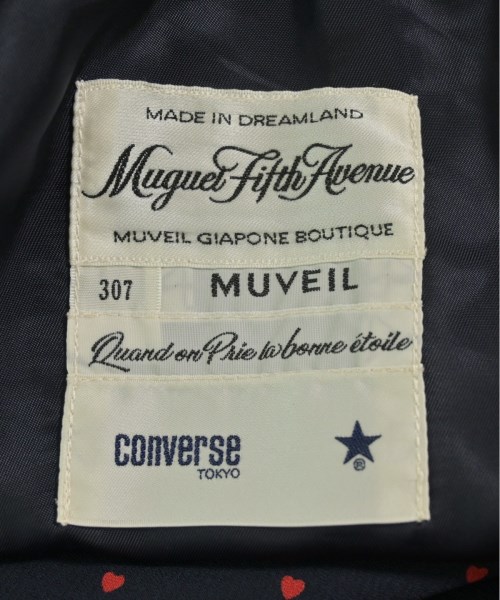 MADE IN DREAMLAND
Muguet Fifth Avenue
MUVEIL GIAPONE BOUTIQUE
307 MUVEIL
Quand on Prie la bonne étoile
converse
TOKYO
®